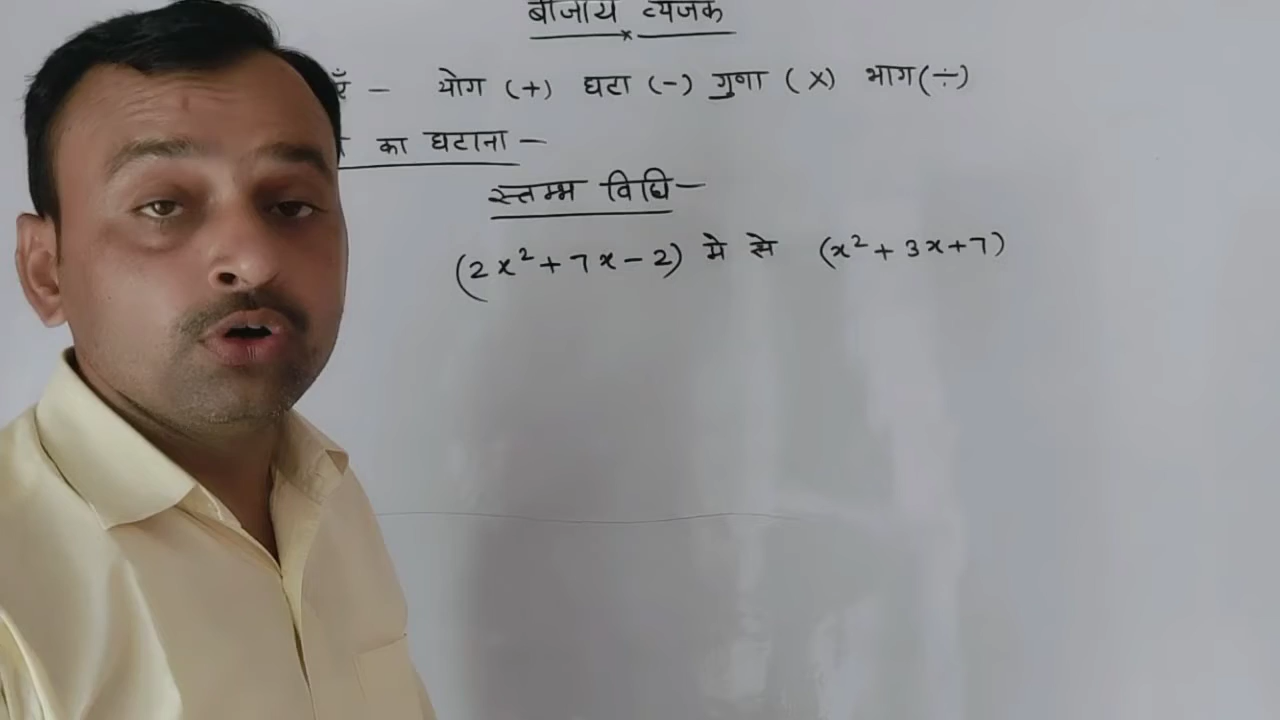 बीजीय व्यंजक
योग (+) घटा (-) गुणा (×) भाग (÷)
का घटाना -
स्तम्भ विधि -
(2x² + 7x - 2) मे से (x² + 3x + 7)